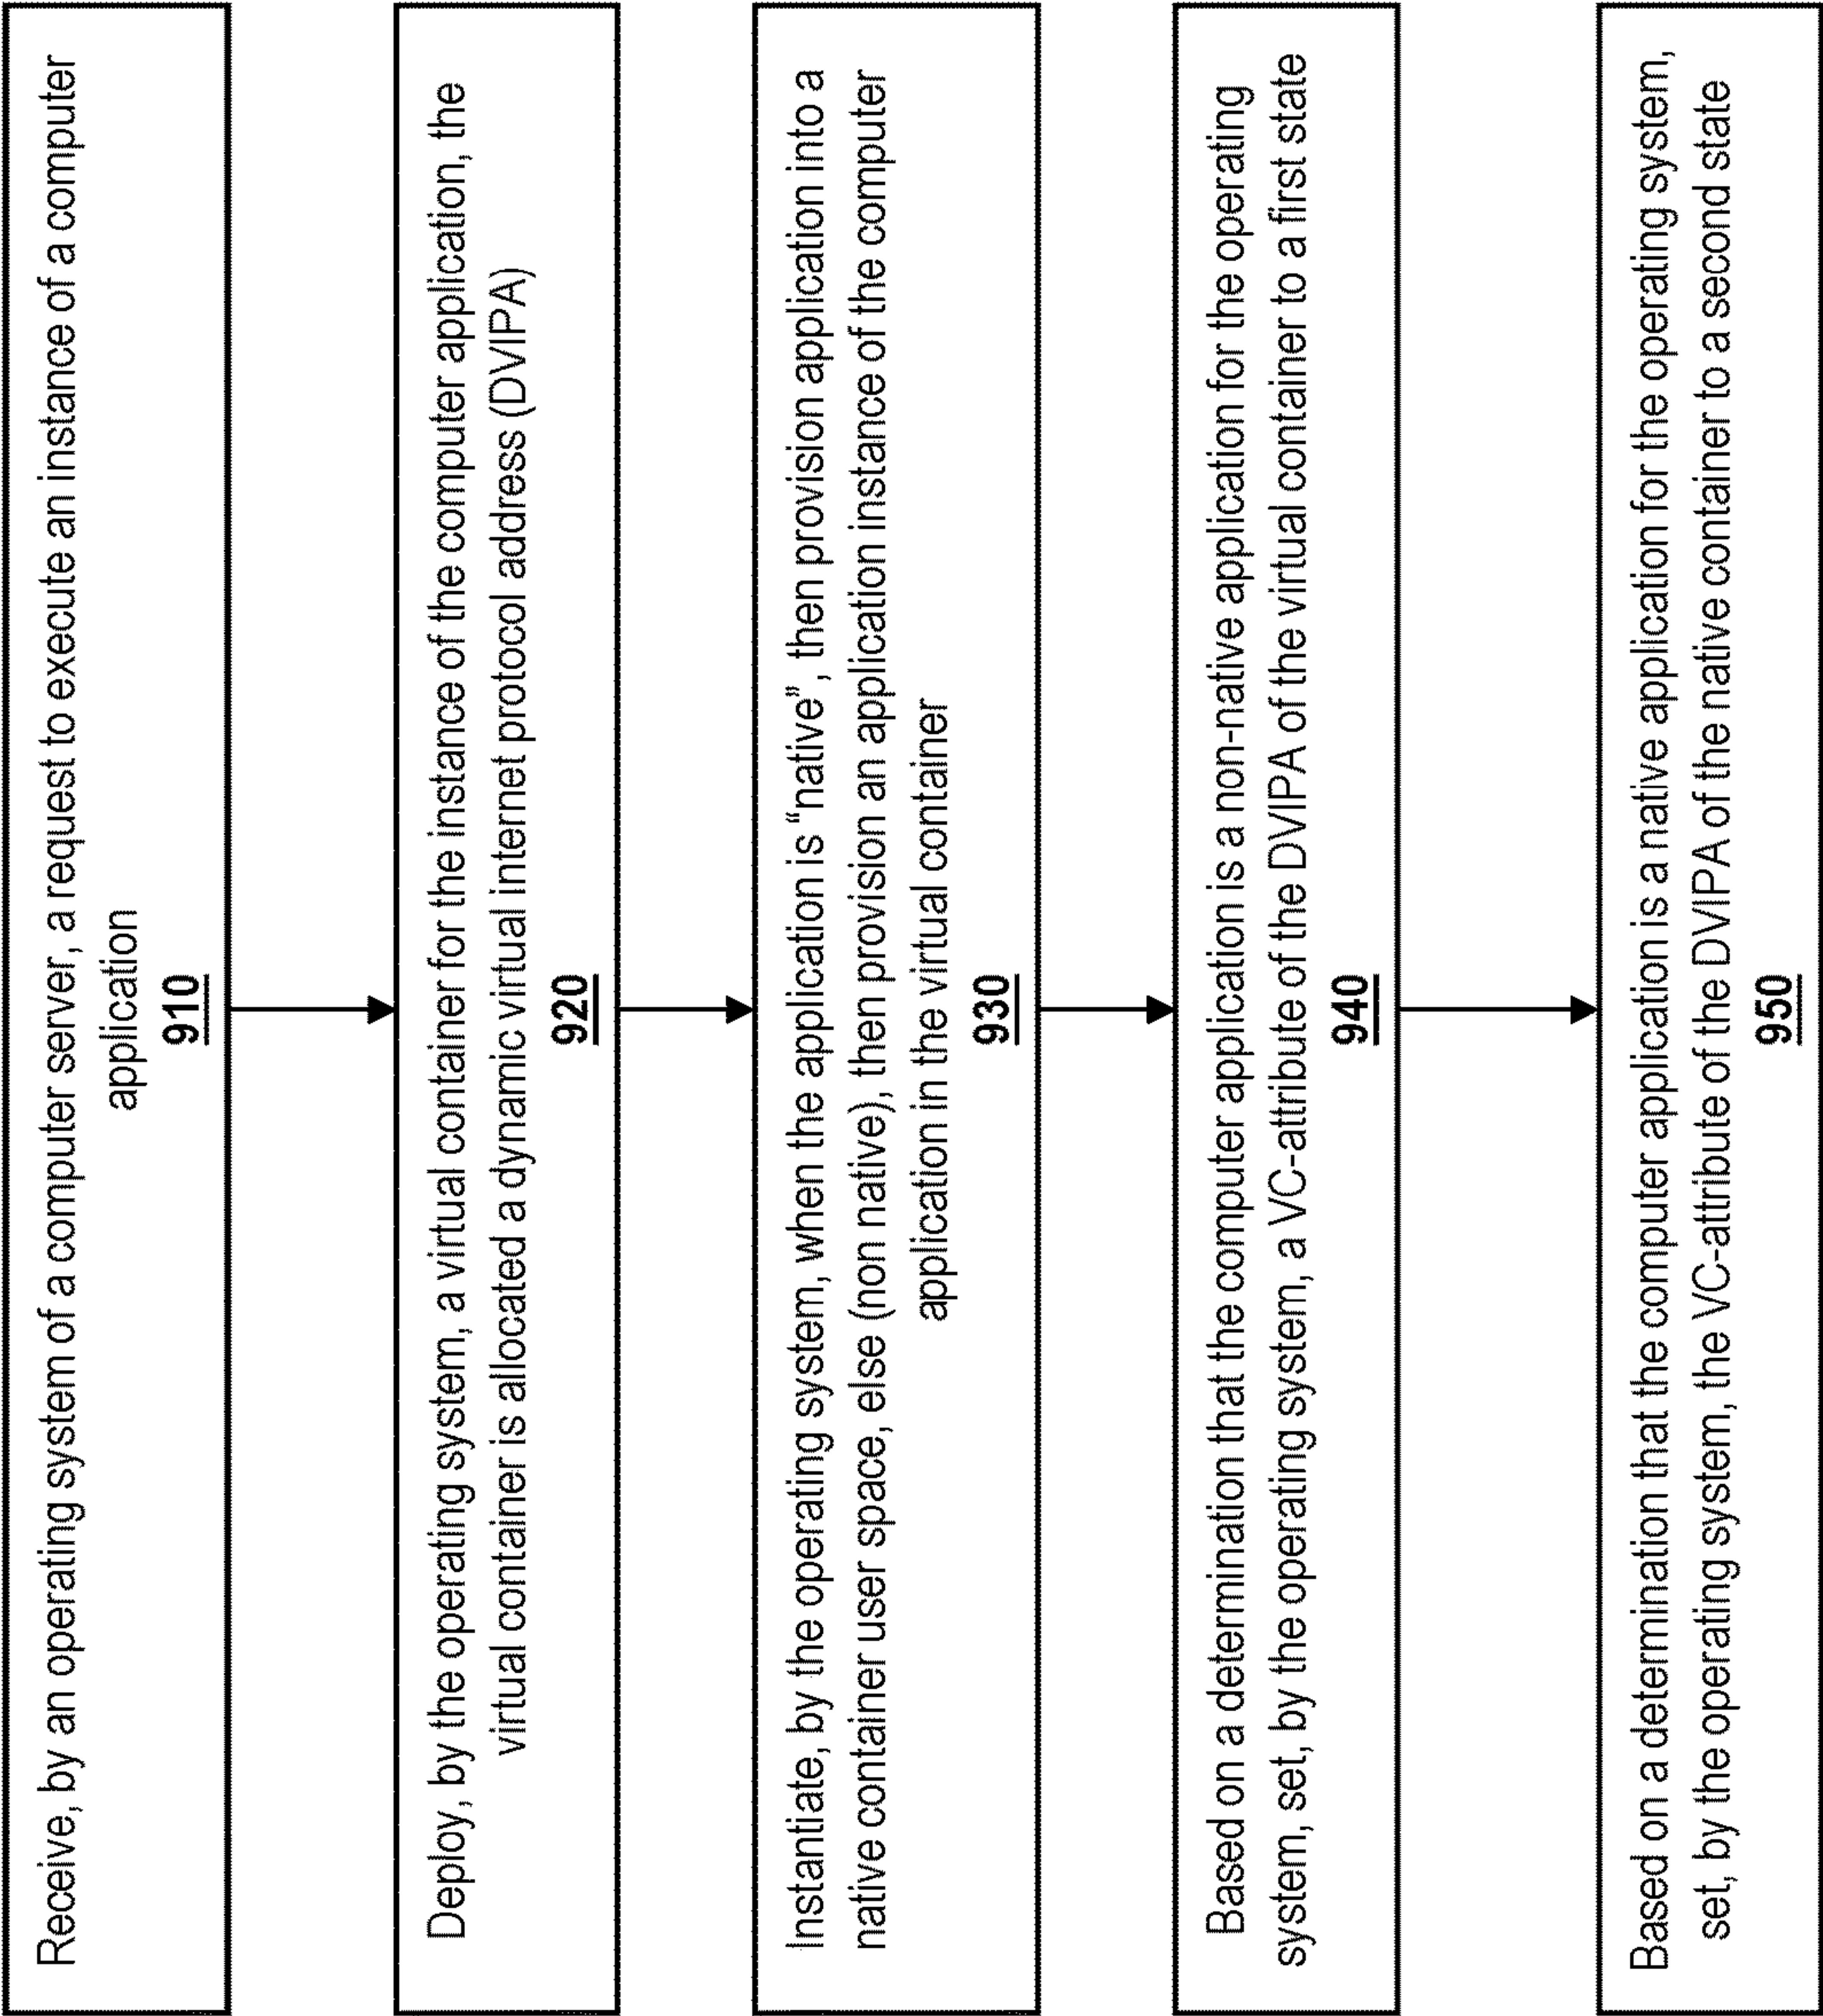 Receive, by an operating system of a computer server, a request to execute an instance of a computer
application
910
Deploy, by the operating system, a virtual container for the instance of the computer application, the
virtual container is allocated a dynamic virtual internet protocol address (DVIPA)
920
Instantiate, by the operating system, when the application is “native”, then provision application into a
native container user space, else (non native), then provision an application instance of the computer
application in the virtual container
930
Based on a determination that the computer application is a non-native application for the operating
system, set, by the operating system, a VC-attribute of the DVIPA of the virtual container to a first state
940
Based on a determination that the computer application is a native application for the operating system,
set, by the operating system, the VC-attribute of the DVIPA of the native container to a second state
950